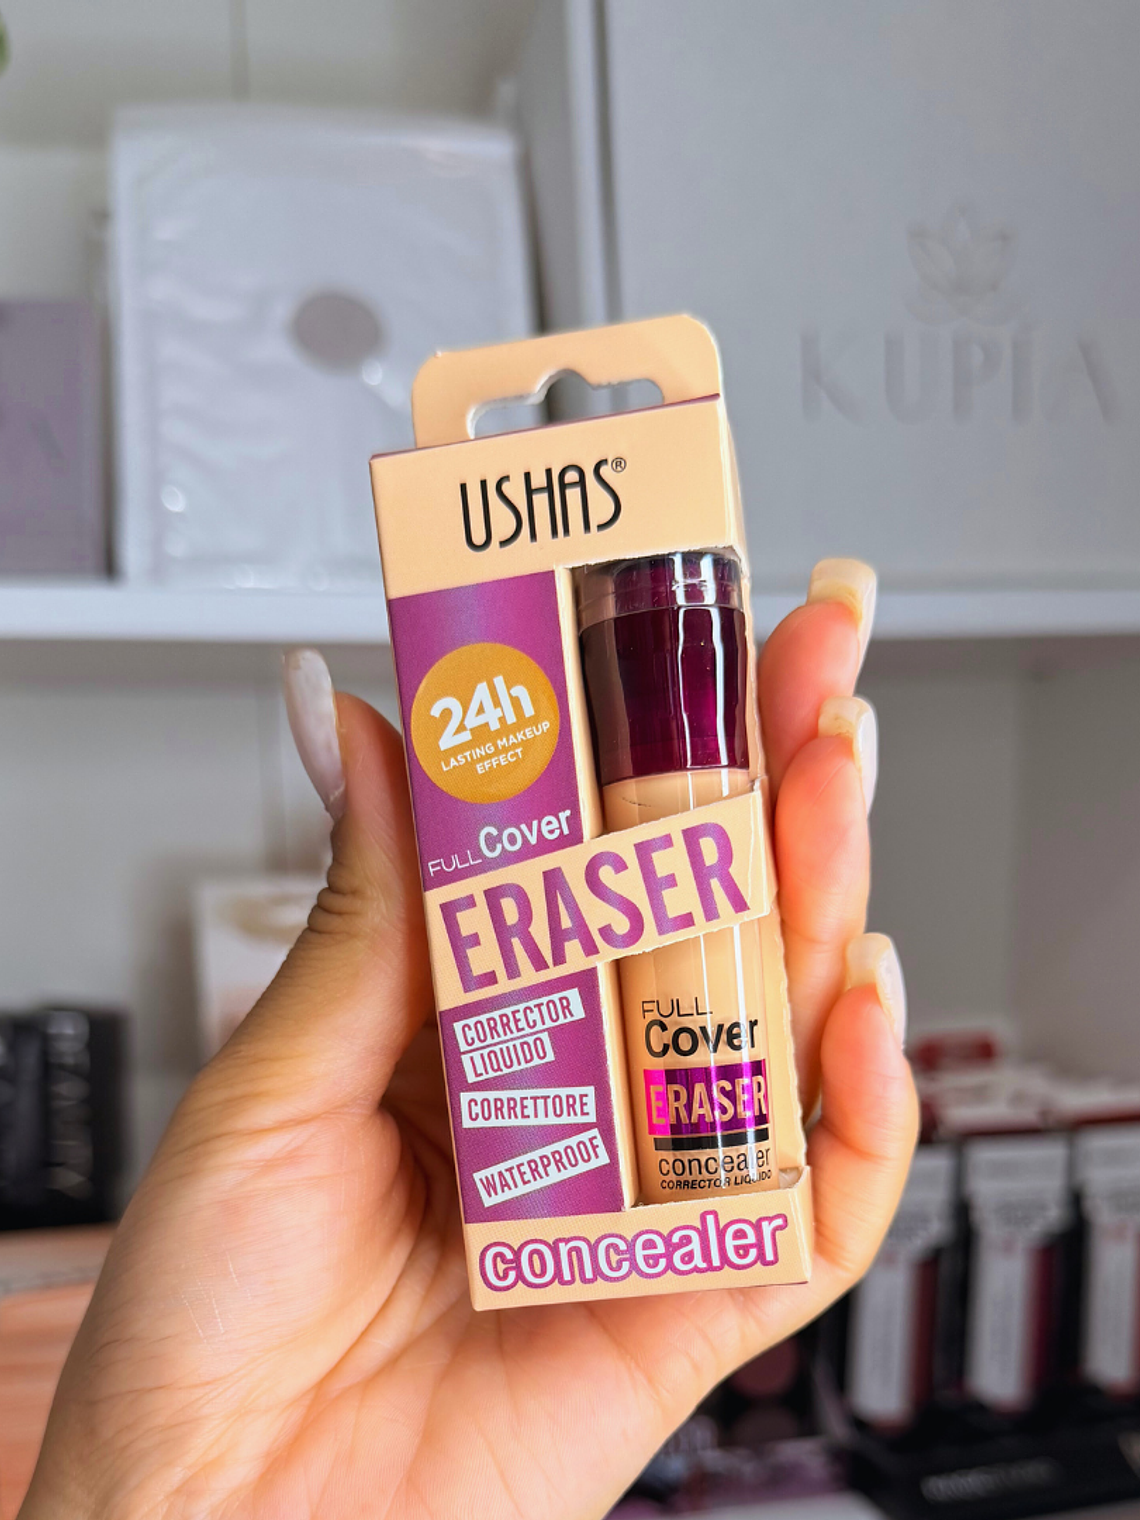 KUPIA
USHAS®
24h
LASTING MAKEUP
EFFECT
FULL Cover
ERASER
CORRECTOR
LIQUIDO
CORRETTORE
WATERPROOF
concealer
FULL
Cover
ERASER
concealer
CORRECTOR LIQUIDO